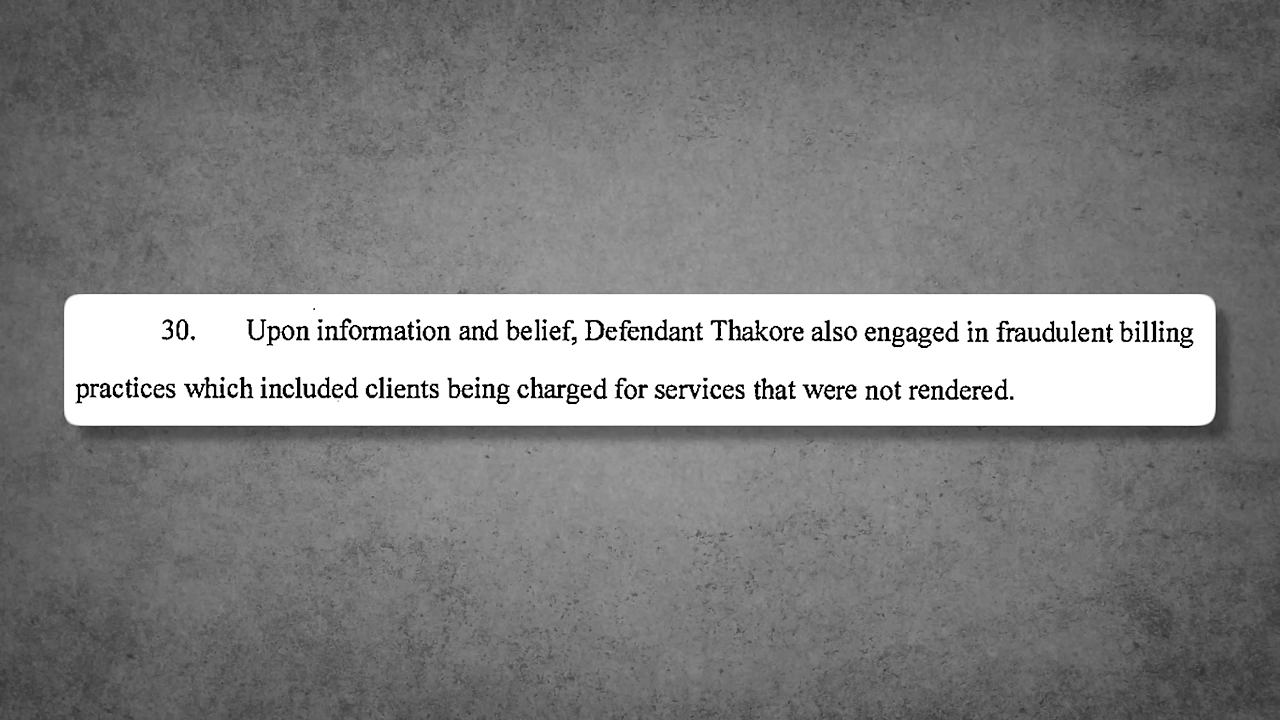 30. Upon information and belief, Defendant Thakore also engaged in fraudulent billing
practices which included clients being charged for services that were not rendered.